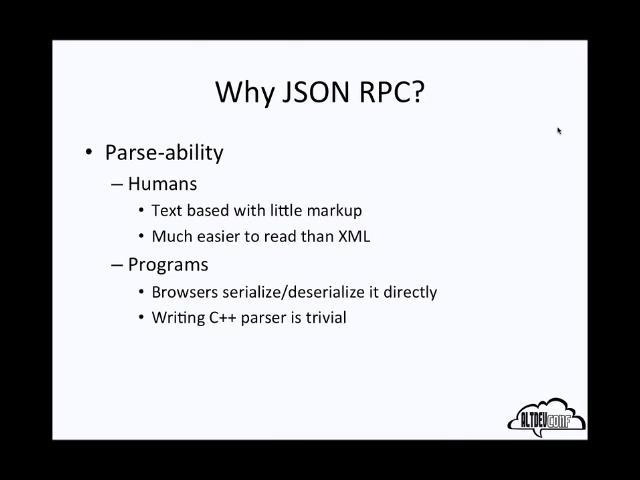 Why JSON RPC?
• Parse-ability
– Humans
• Text based with little markup
• Much easier to read than XML
– Programs
• Browsers serialize/deserialize it directly
• Writing C++ parser is trivial
ALTDEVCONF